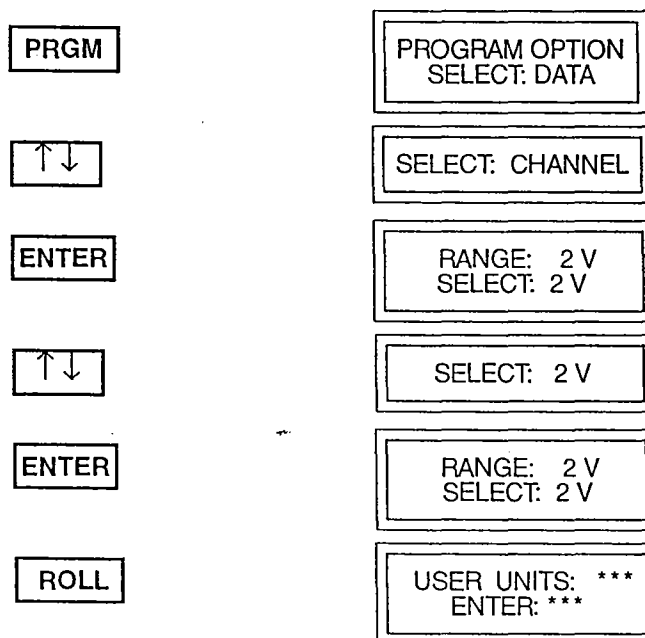 PRGM
PROGRAM OPTION
SELECT: DATA
↑↓
SELECT: CHANNEL
ENTER
RANGE: 2 V
SELECT: 2 V
↑↓
SELECT: 2 V
ENTER
RANGE: 2 V
SELECT: 2 V
ROLL
USER UNITS: ***
ENTER: ***